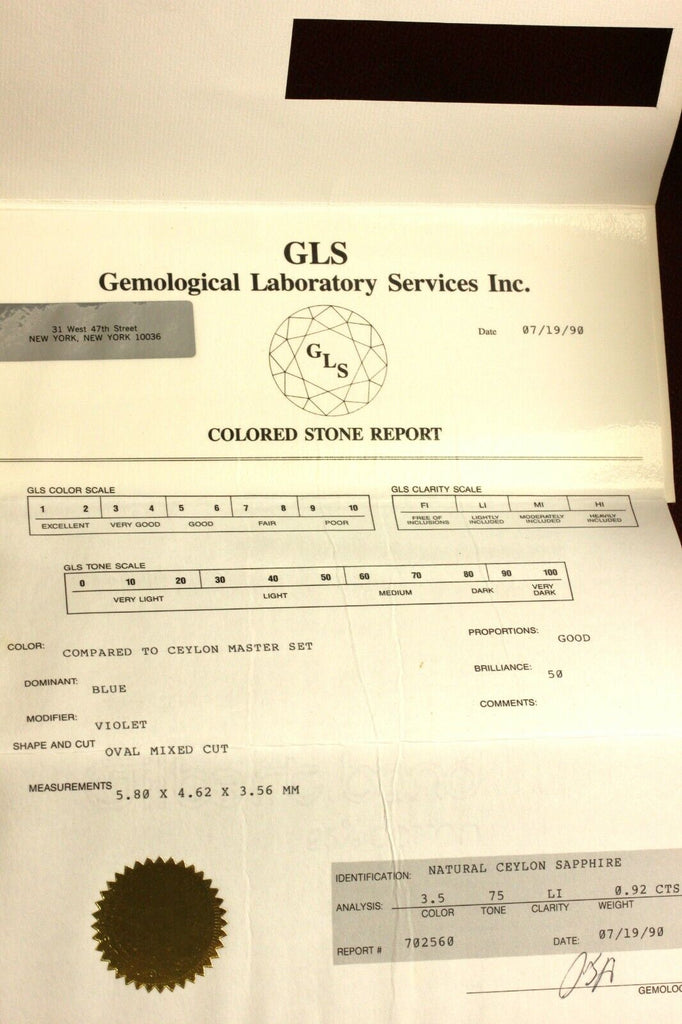 GLS
Gemological Laboratory Services Inc.
31 West 47th Street
NEW YORK, NEW YORK 10036
Date 07/19/90
GLS
COLORED STONE REPORT
GLS COLOR SCALE
1 2 3 4 5 6 7 8 9 10
EXCELLENT VERY GOOD GOOD FAIR POOR
GLS CLARITY SCALE
FI LI MI HI
FREE OF INCLUSIONS LIGHTLY INCLUDED MODERATELY INCLUDED HEAVILY INCLUDED
GLS TONE SCALE
0 10 20 30 40 50 60 70 80 90 100
VERY LIGHT LIGHT MEDIUM DARK VERY DARK
COLOR: COMPARED TO CEYLON MASTER SET
DOMINANT: BLUE
MODIFIER: VIOLET
SHAPE AND CUT OVAL MIXED CUT
MEASUREMENTS 5.80 X 4.62 X 3.56 MM
PROPORTIONS: GOOD
BRILLIANCE: 50
COMMENTS:
IDENTIFICATION: NATURAL CEYLON SAPPHIRE
ANALYSIS: 3.5 75 LI 0.92 CTS
COLOR TONE CLARITY WEIGHT
REPORT # 702560 DATE: 07/19/90
GEMOLOG